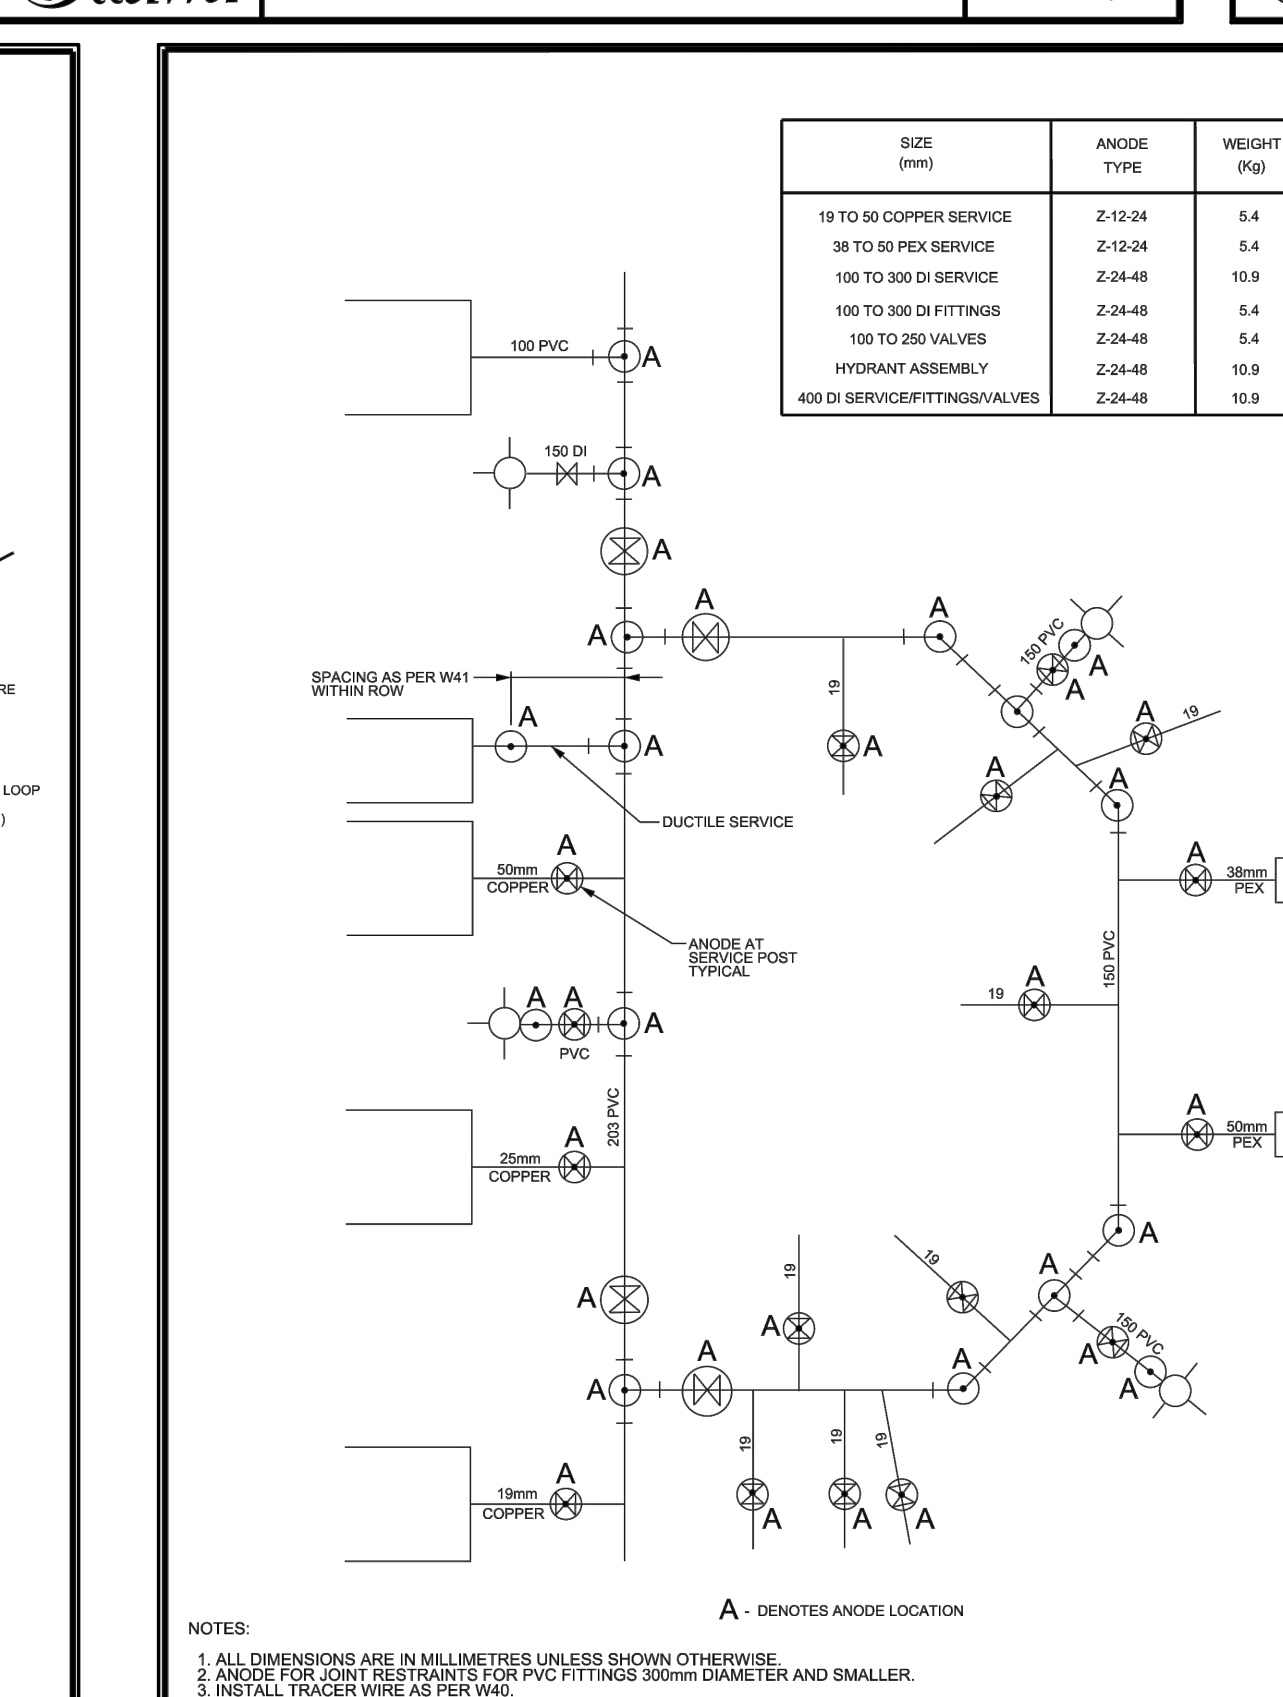 SIZE
(mm)
ANODE
TYPE
WEIGHT
(Kg)
19 TO 50 COPPER SERVICE Z-12-24 5.4
38 TO 50 PEX SERVICE Z-12-24 5.4
100 TO 300 DI SERVICE Z-24-48 10.9
100 TO 300 DI FITTINGS Z-24-48 5.4
100 TO 250 VALVES Z-24-48 5.4
HYDRANT ASSEMBLY Z-24-48 10.9
400 DI SERVICE/FITTINGS/VALVES Z-24-48 10.9
100 PVC
A
150 DI
A
A
A
A
A
150 PVC
A
A
SPACING AS PER W41
WITHIN ROW
RE
19
A
A
A
A
A
19
A
A
LOOP
)
DUCTILE SERVICE
A
50mm
COPPER
A
38mm
PEX
ANODE AT
SERVICE POST
TYPICAL
150 PVC
A
19
A
A
A
PVC
203 PVC
A
50mm
PEX
A
25mm
COPPER
A
19
A
19
A
A
150 PVC
A
A
A
A
A
A
19
19
19
A
19mm
COPPER
A
A
A
A - DENOTES ANODE LOCATION
NOTES:
1. ALL DIMENSIONS ARE IN MILLIMETRES UNLESS SHOWN OTHERWISE.
2. ANODE FOR JOINT RESTRAINTS FOR PVC FITTINGS 300mm DIAMETER AND SMALLER.
3. INSTALL TRACER WIRE AS PER W40.